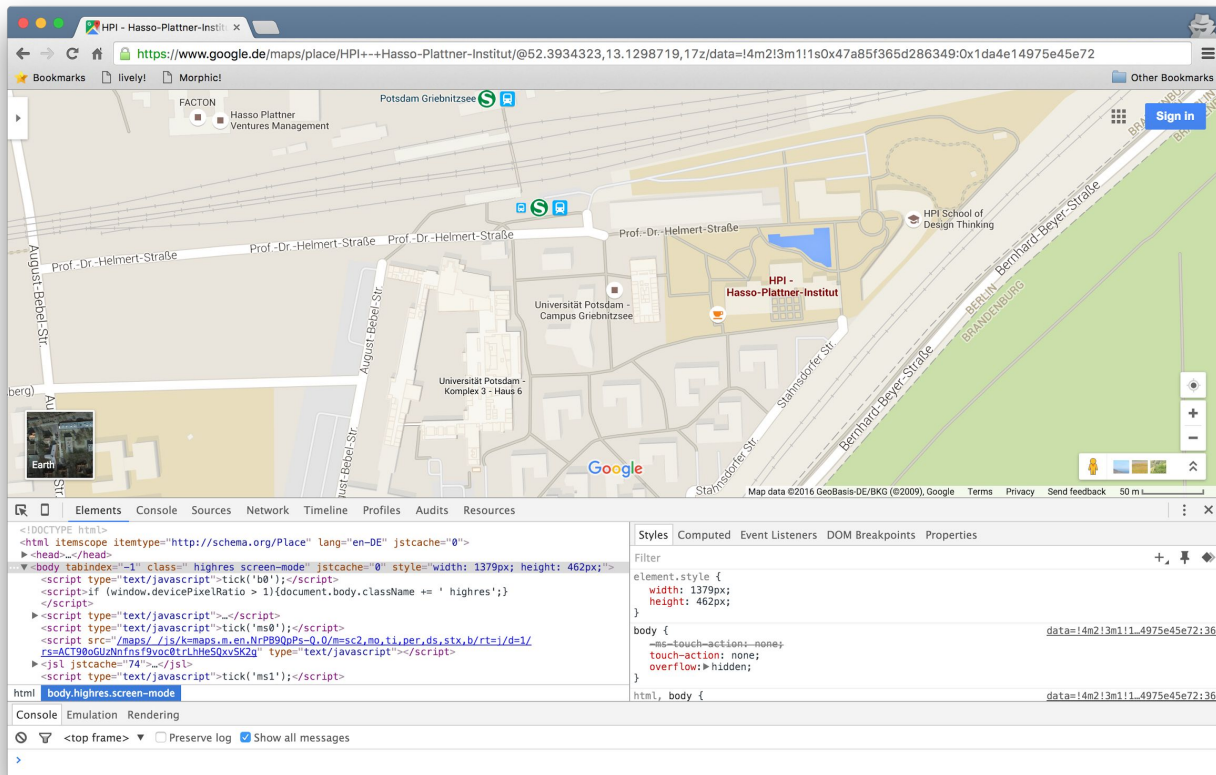 HPI - Hasso-Plattner-Instit
https://www.google.de/maps/place/HPI+-+Hasso-Plattner-Institut/@52.3934323,13.1298719,17z/data=!4m2!3m1!1s0x47a85f365d286349:0x1da4e14975e45e72
Bookmarks lively! Morphic! Other Bookmarks
FACTON
Hasso Plattner
Ventures Management
Potsdam Griebnitzsee S
Sign in
BRANDENBURG
S
HPI School of
Design Thinking
Prof.-Dr.-Helmert-Straße
Prof.-Dr.-Helmert-Straße
Prof.-Dr.-Helmert-Straße
Prof.-Dr.-Helmert-Straße
Bernhard-Beyer-Straße
August-Bebel-Str.
August-Bebel-Str.
HPI -
Hasso-Plattner-Institut
BERLIN
BRANDENBURG
Universität Potsdam -
Campus Griebnitzsee
Universität Potsdam -
Komplex 3 - Haus 6
Stahnsdorfer Str.
Bernhard-Beyer-Straße
berg)
Earth
August-Bebel-Str.
Stahnsdorfer Str.
Google
+
−
Map data ©2016 GeoBasis-DE/BKG (©2009), Google Terms Privacy Send feedback 50 m
Elements Console Sources Network Timeline Profiles Audits Resources
<!DOCTYPE html>
<html itemscope itemtype="http://schema.org/Place" lang="en-DE" jstcache="0">
<head>…</head>
<body tabindex="-1" class=" highres screen-mode" jstcache="0" style="width: 1379px; height: 462px;">
<script type="text/javascript">tick('b0');</script>
<script>if (window.devicePixelRatio > 1){document.body.className += ' highres';}
</script>
<script type="text/javascript">…</script>
<script type="text/javascript">tick('ms0');</script>
<script src="/maps/_/js/k=maps.m.en.NrPB9QpPs-Q.O/m=sc2,mo,ti,per,ds,stx,b/rt=j/d=1/
rs=ACT90oGUzNnfnsf9voc0trLhHeSQxvSK2g" type="text/javascript"></script>
<jsl jstcache="74">…</jsl>
<script type="text/javascript">tick('ms1');</script>
html body.highres.screen-mode
Styles Computed Event Listeners DOM Breakpoints Properties
Filter
element.style {
width: 1379px;
height: 462px;
}
body { data=!4m2!3m1!1…4975e45e72:36
-ms-touch-action: none;
touch-action: none;
overflow: hidden;
}
html, body { data=!4m2!3m1!1…4975e45e72:36
Console Emulation Rendering
<top frame> Preserve log Show all messages
>